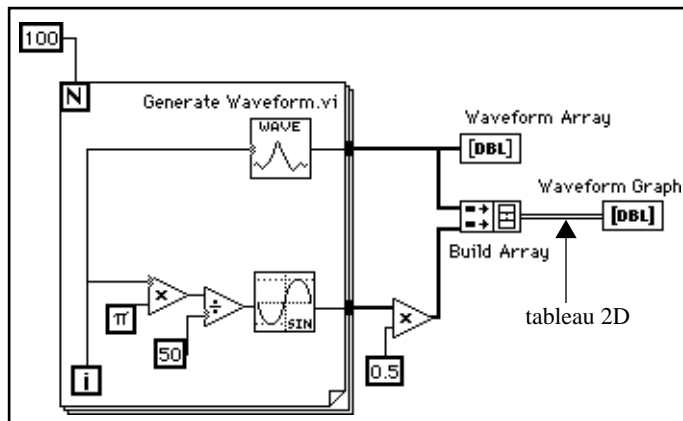 100
N
Generate Waveform.vi
WAVE
Waveform Array
[DBL]
Waveform Graph
[DBL]
Build Array
×
÷
π
SIN
50
×
tableau 2D
0.5
i